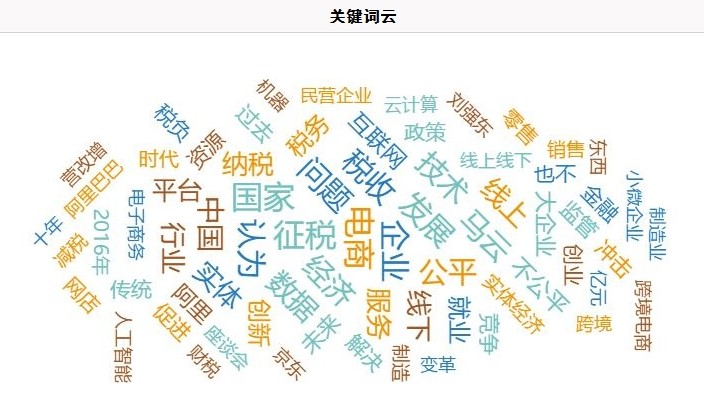 关键词云
机器
民营企业
云计算
刘强东
税负
过去
税务
互联网
政策
零售
资源
营改增
时代
纳税
问题
税收
技术
线上线下
销售
东西
也不
阿里巴巴
平台
国家
线上
大企业
金融
小微企业
十年
2016年
电子商务
中国
认为
征税
电商
企业
发展
马云
监管
制造业
减税
行业
实体
经济
公平
不公平
创业
冲击
网店
传统
阿里
数据
服务
线下
就业
实体经济
亿元
跨境电商
人工智能
促进
创新
长三角
解决
竞争
跨境
财税
座谈会
京东
制造
变革